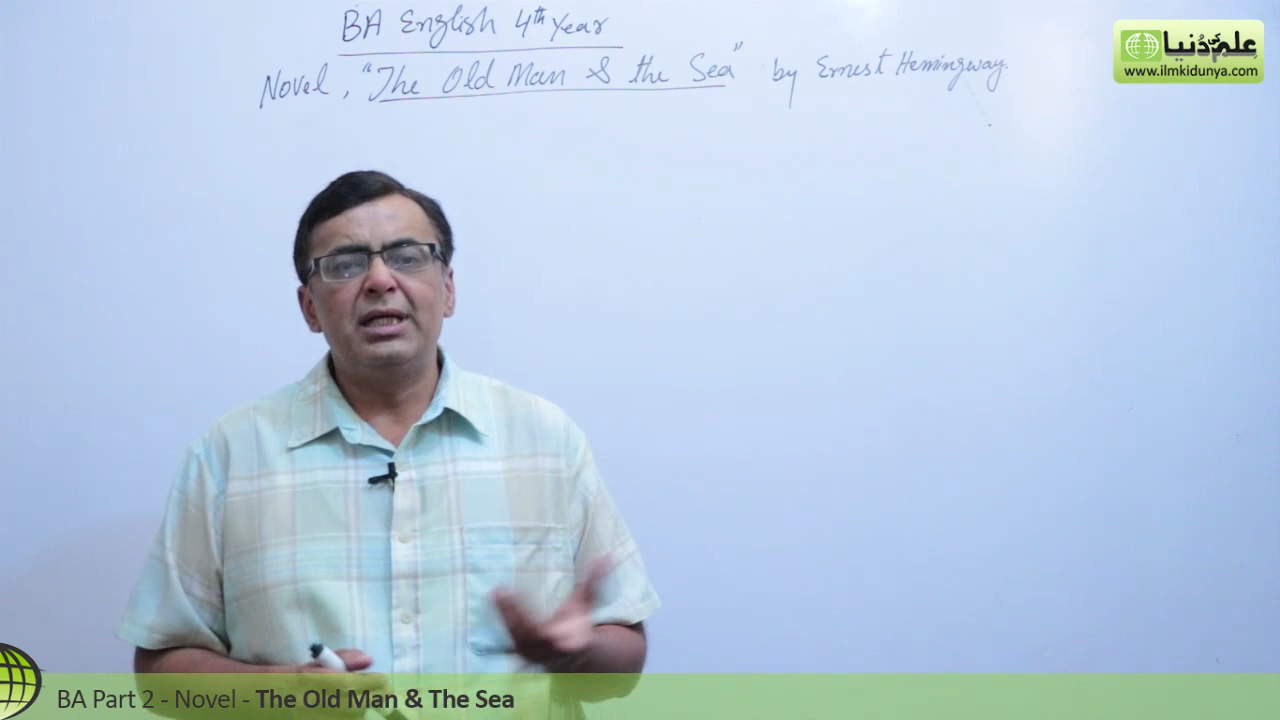 BA English 4th Year
Novel, "The Old Man & the Sea" by Ernest Hemingway.
علم کی دُنیا
www.ilmkidunya.com
BA Part 2 - Novel - The Old Man & The Sea